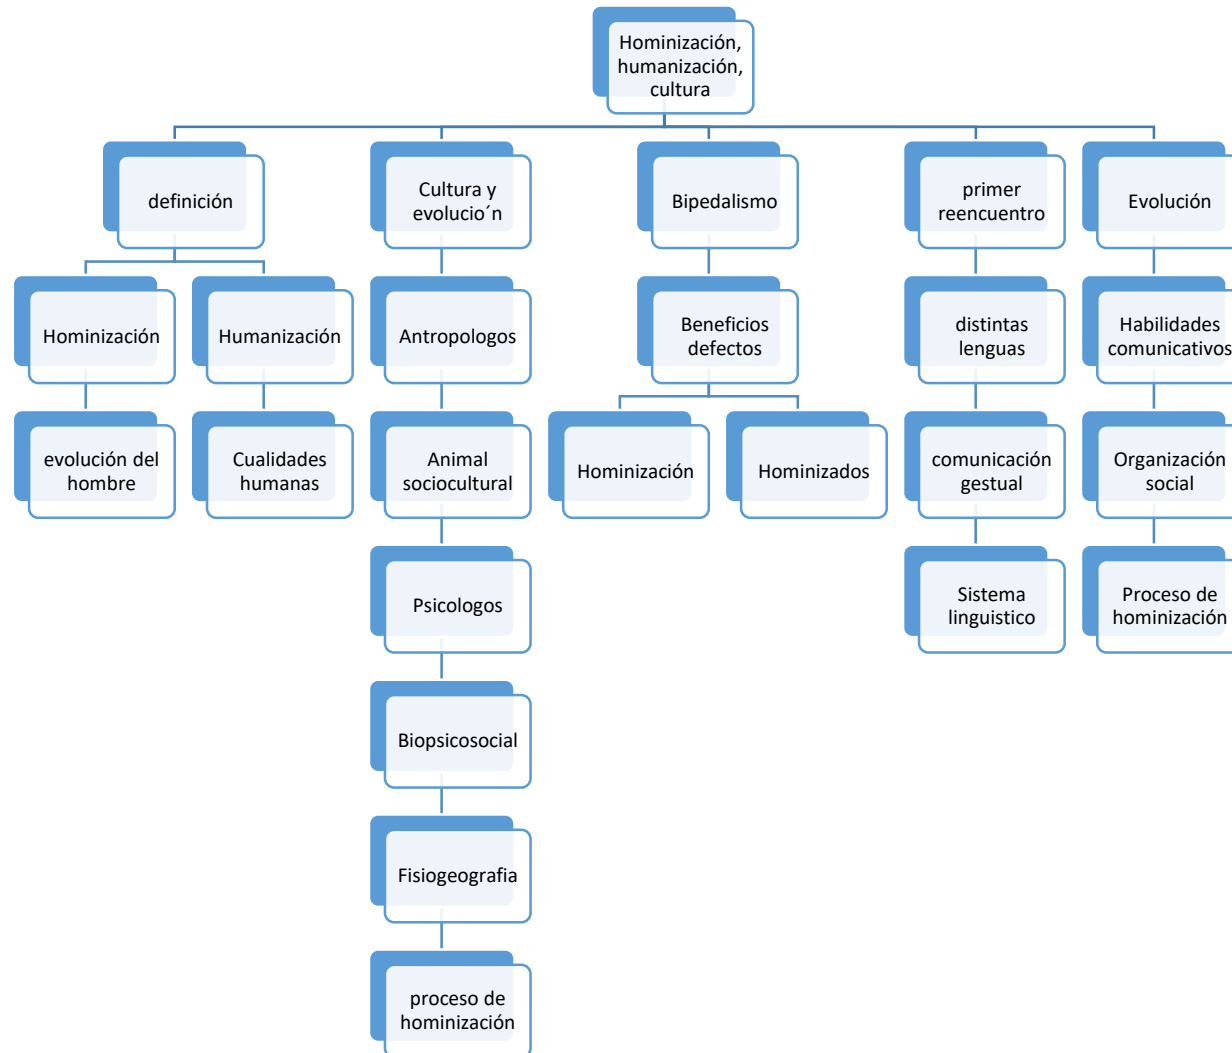 Hominización,
humanización,
cultura
definición
Cultura y
evolucio´n
Bipedalismo
primer
reencuentro
Evolución
Hominización
Humanización
Antropologos
Beneficios
defectos
distintas
lenguas
Habilidades
comunicativos
evolución del
hombre
Cualidades
humanas
Animal
sociocultural
Hominización
Hominizados
comunicación
gestual
Organización
social
Psicologos
Sistema
linguistico
Proceso de
hominización
Biopsicosocial
Fisiogeografia
proceso de
hominización